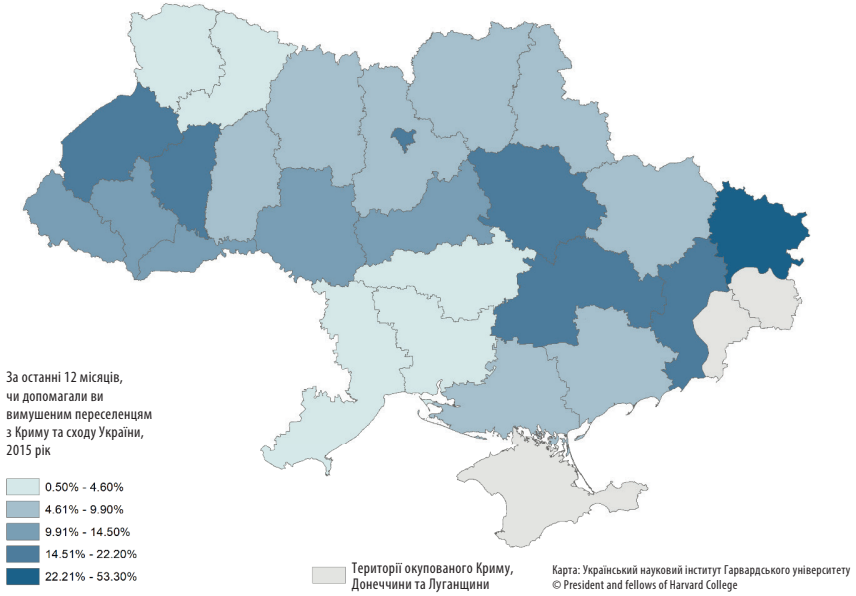 За останні 12 місяців,
чи допомагали ви
вимушеним переселенцям
з Криму та сходу України,
2015 рік
0.50% - 4.60%
4.61% - 9.90%
9.91% - 14.50%
14.51% - 22.20%
22.21% - 53.30%
Території окупованого Криму,
Донеччини та Луганщини
Карта: Український науковий інститут Гарвардського університету
© President and fellows of Harvard College